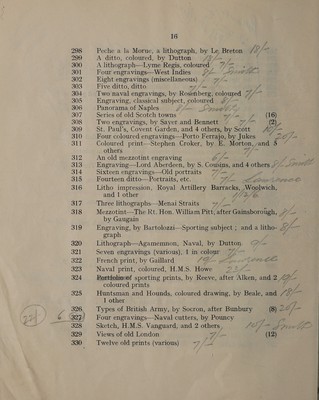 16
298 Peche a la Morue, a lithograph, by Le Breton
299 A ditto, coloured, by Dutton
300 A lithograph—Lyme Regis, coloured 7/-
301 Four engravings—West Indies
302 Eight engravings (miscellaneous) 7/-
303 Five ditto, ditto 7/-
304 Two naval engravings, by Rosenberg, coloured
305 Engraving, classical subject, coloured
306 Panorama of Naples
307 Series of old Scotch towns 7/- (16)
308 Two engravings, by Sayer and Bennett 7/- (2)
309 St. Paul's, Covent Garden, and 4 others, by Scott
310 Four coloured engravings—Porto Ferrajo, by Jukes
311 Coloured print—Stephen Croker, by E. Morton, and 8
others
312 An old mezzotint engraving
313 Engraving—Lord Aberdeen, by S. Cousins, and 4 others
314 Sixteen engravings—Old portraits
315 Fourteen ditto—Portraits, etc.
316 Litho impression, Royal Artillery Barracks, Woolwich,
and 1 other
317 Three lithographs—Menai Straits
318 Mezzotint—The Rt. Hon. William Pitt, after Gainsborough,
by Gaugain
319 Engraving, by Bartolozzi—Sporting subject; and a litho-
graph
320 Lithograph—Agamemnon, Naval, by Dutton
321 Seven engravings (various), 1 in colour
322 French print, by Gaillard
323 Naval print, coloured, H.M.S. Howe
324 Portfolio of sporting prints, by Reeve, after Alken, and 2
coloured prints
325 Huntsman and Hounds, coloured drawing, by Beale, and
1 other
326 Types of British Army, by Socron, after Bunbury (8)
327 Four engravings—Naval cutters, by Pouncy
328 Sketch, H.M.S. Vanguard, and 2 others
329 Views of old London (12)
330 Twelve old prints (various)